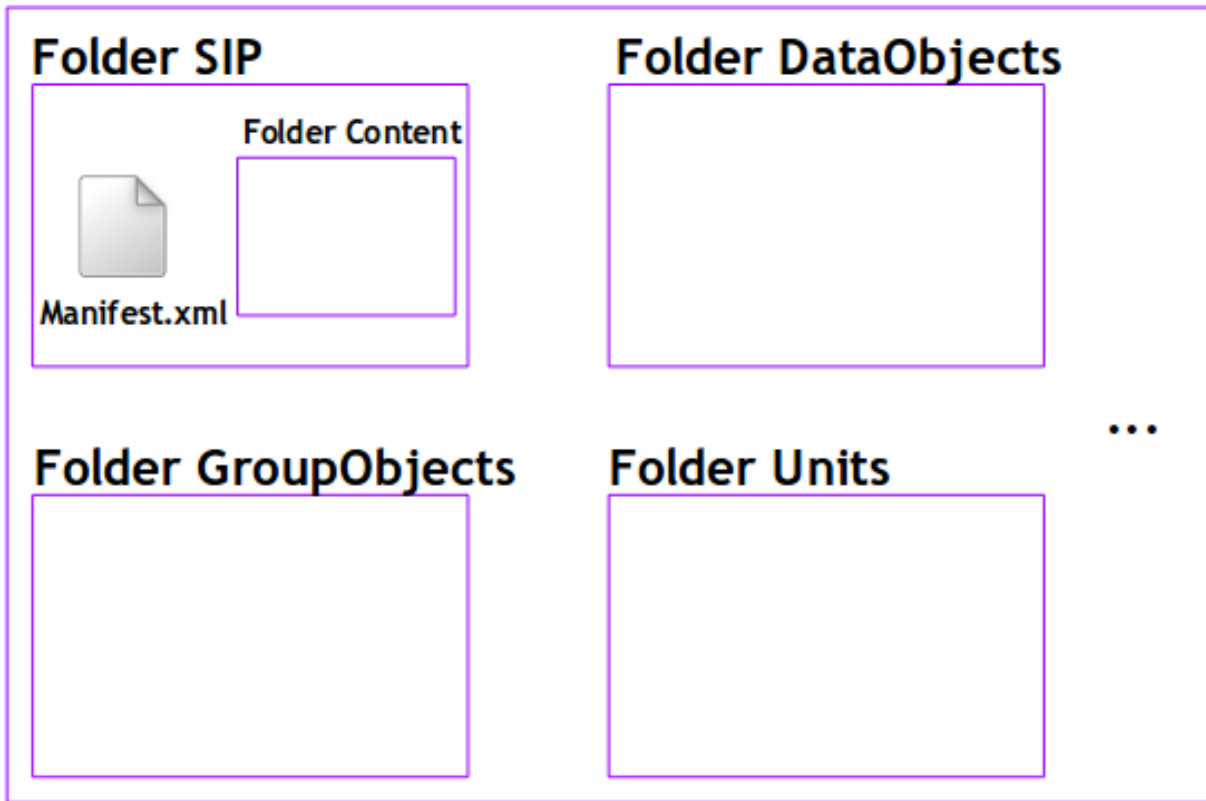 Folder SIP
Folder DataObjects
Folder Content
Manifest.xml
...
Folder GroupObjects
Folder Units